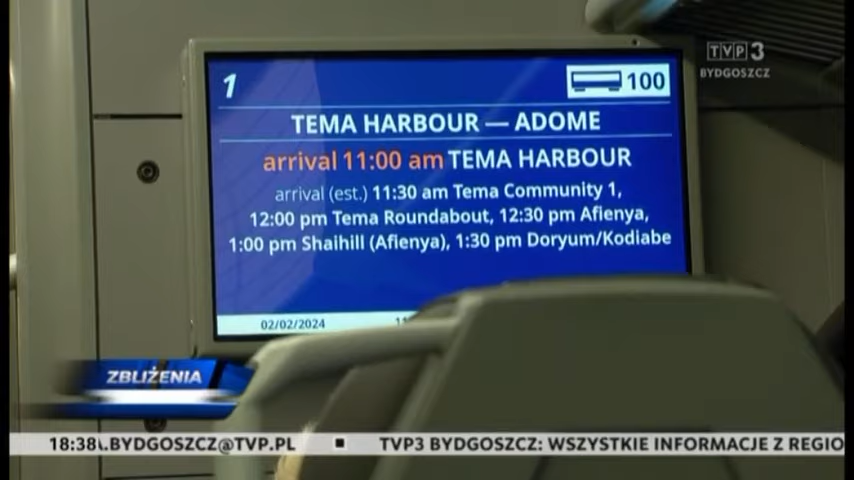 TVP3
BYDGOSZCZ
1
100
TEMA HARBOUR — ADOME
arrival 11:00 am TEMA HARBOUR
arrival (est.) 11:30 am Tema Community 1,
12:00 pm Tema Roundabout, 12:30 pm Afienya,
1:00 pm Shaihill (Afienya), 1:30 pm Doryum/Kodiabe
02/02/2024
ZBLIŻENIA
18:38 .BYDGOSZCZ@TVP.PL ■ TVP3 BYDGOSZCZ: WSZYSTKIE INFORMACJE Z REGIO